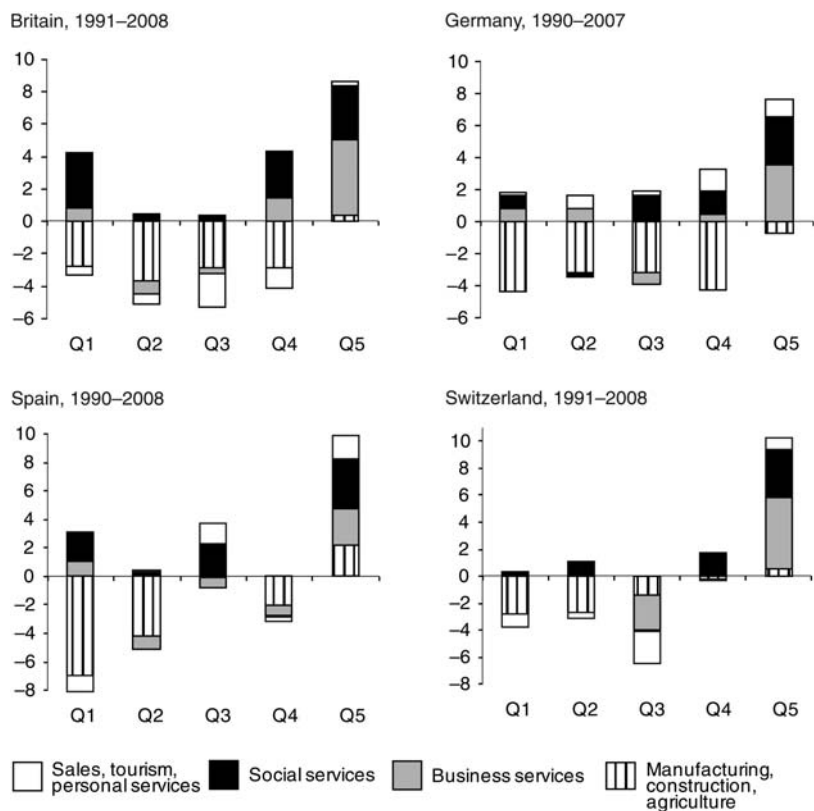 Britain, 1991–2008
10
8
6
4
2
0
−2
−4
−6
Q1 Q2 Q3 Q4 Q5
Germany, 1990–2007
10
8
6
4
2
0
−2
−4
−6
Q1 Q2 Q3 Q4 Q5
Spain, 1990–2008
10
8
6
4
2
0
−2
−4
−6
−8
Q1 Q2 Q3 Q4 Q5
Switzerland, 1991–2008
10
8
6
4
2
0
−2
−4
−6
−8
Q1 Q2 Q3 Q4 Q5
Sales, tourism,
personal services
Social services
Business services
Manufacturing,
construction,
agriculture